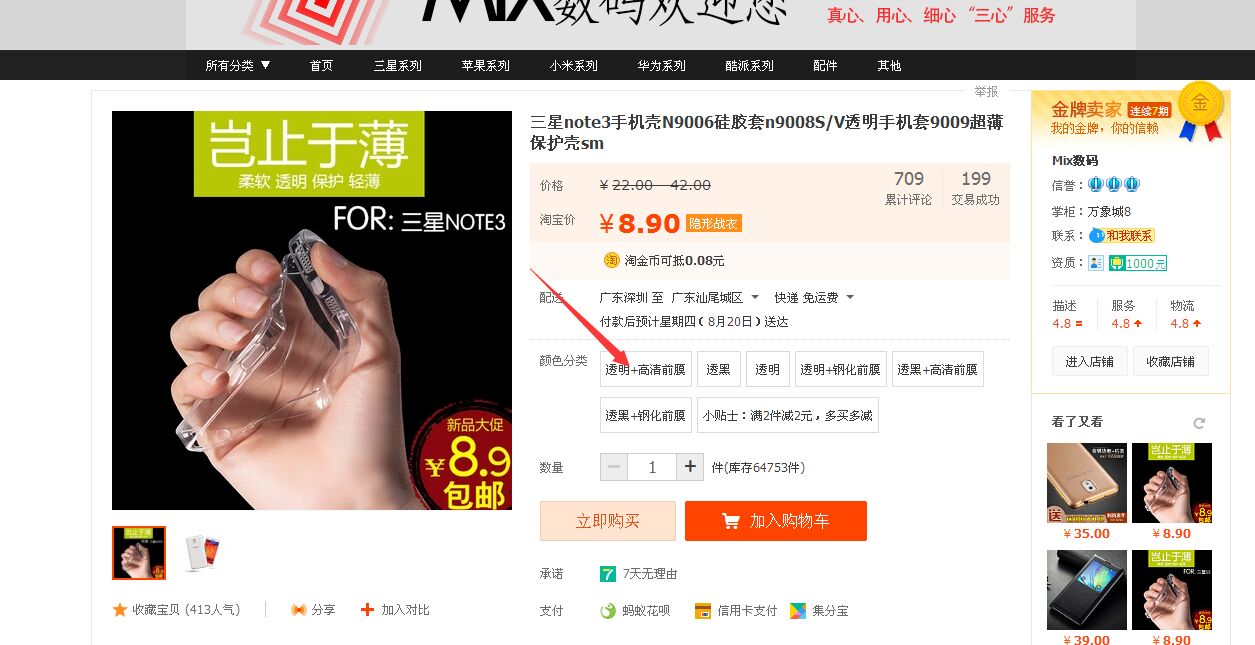 Mix数码欢迎您
真心、用心、细心 “三心” 服务
所有分类 首页 三星系列 苹果系列 小米系列 华为系列 酷派系列 配件 其他
举报
岂止于薄
柔软 透明 保护 轻薄
FOR: 三星NOTE3
新品大促
¥8.9
包邮
收藏宝贝 (413人气) 分享 加入对比
三星note3手机壳N9006硅胶套n9008S/V透明手机套9009超薄
保护壳sm
价格 ¥ 22.00 - 42.00
709 累计评论
199 交易成功
淘宝价 ¥ 8.90 隐形战衣
淘 淘金币可抵0.08元
配送 广东深圳 至 广东汕尾城区 快递 免运费
付款后预计星期四(8月20日)送达
颜色分类 透明+高清前膜 透黑 透明 透明+钢化前膜 透黑+高清前膜
透黑+钢化前膜 小贴士:满2件减2元,多买多减
数量 − 1 + 件(库存64753件)
立即购买 加入购物车
承诺 7 7天无理由
支付 蚂蚁花呗 信用卡支付 集分宝
金牌卖家 连续7期 金
我的金牌,你的信赖
Mix数码
信誉:
掌柜:万象城8
联系: 和我联系
资质: 1000元
描述 服务 物流
4.8 4.8 4.8
进入店铺 收藏店铺
看了又看
送
岂止于薄
8.9
包邮
¥ 35.00 ¥ 8.90
岂止于薄
FOR: 三星S5
8.9
包邮
¥ 39.00 ¥ 8.90